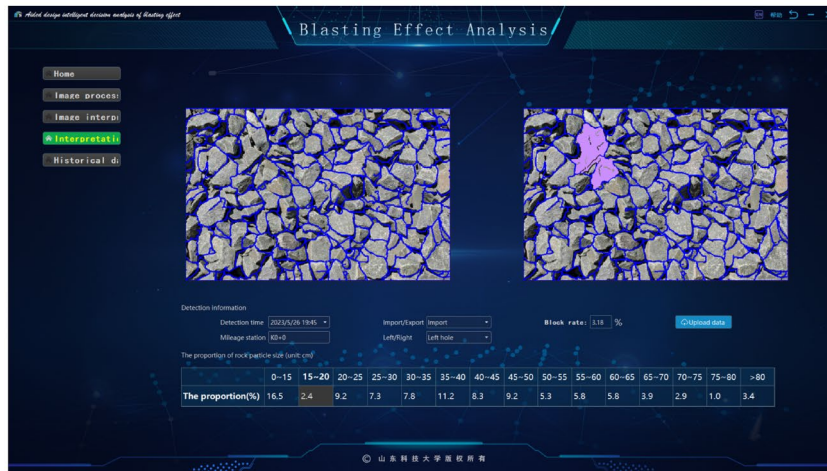 Aided design intelligent decision analysis of Blasting effect
帮助
Blasting Effect Analysis
Home
Image proces
Image interp
Interpretati
Historical d
Detection information
Detection time 2023/5/26 19:45 Import/Export Import Block rate: 3.18 % Upload data
Mileage station K0+0 Left/Right Left hole
The proportion of rock particle size (unit: cm)
0~15 15~20 20~25 25~30 30~35 35~40 40~45 45~50 50~55 55~60 60~65 65~70 70~75 75~80 >80
The proportion(%) 16.5 2.4 9.2 7.3 7.8 11.2 8.3 9.2 5.3 5.8 5.8 3.9 2.9 1.0 3.4
© 山东科技大学版权所有